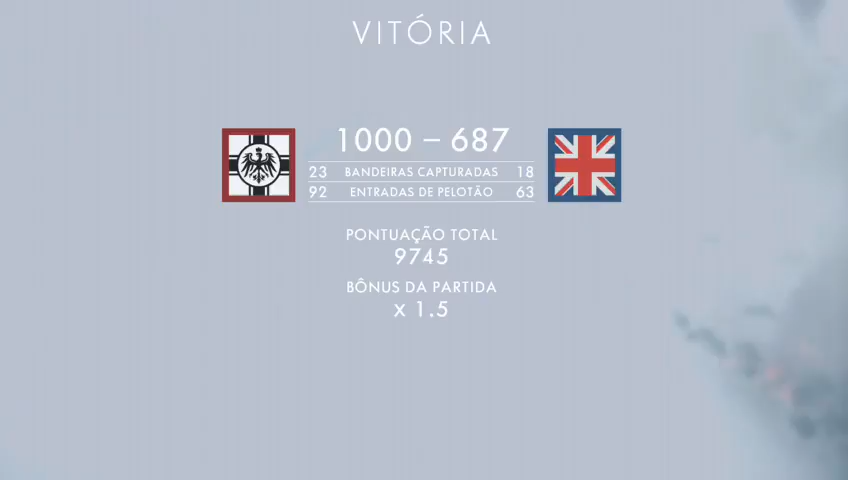 VITÓRIA
1000 – 687
23 BANDEIRAS CAPTURADAS 18
92 ENTRADAS DE PELOTÃO 63
PONTUAÇÃO TOTAL
9745
BÔNUS DA PARTIDA
x 1.5